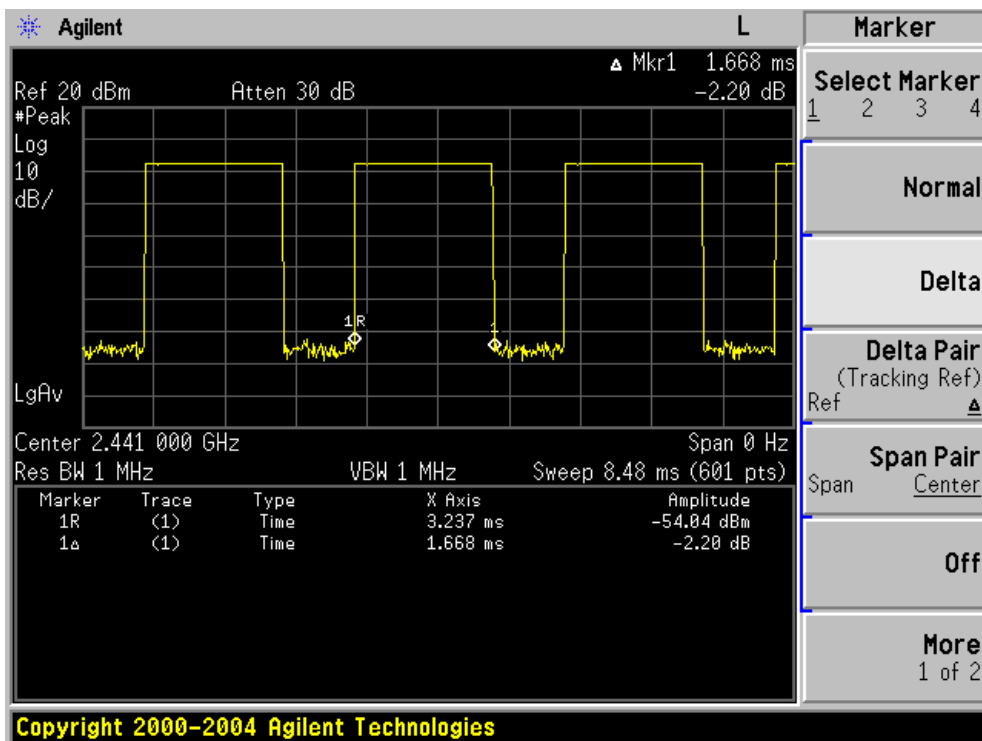 Agilent L Marker
▵ Mkr1 1.668 ms
Ref 20 dBm Atten 30 dB -2.20 dB
#Peak
Log
10
dB/
1R
1
LgAv
Center 2.441 000 GHz Span 0 Hz
Res BW 1 MHz VBW 1 MHz Sweep 8.48 ms (601 pts)
Marker Trace Type X Axis Amplitude
1R (1) Time 3.237 ms -54.04 dBm
1▵ (1) Time 1.668 ms -2.20 dB
Select Marker
1 2 3 4
Normal
Delta
Delta Pair
(Tracking Ref)
Ref ▵
Span Pair
Span Center
Off
More
1 of 2
Copyright 2000-2004 Agilent Technologies